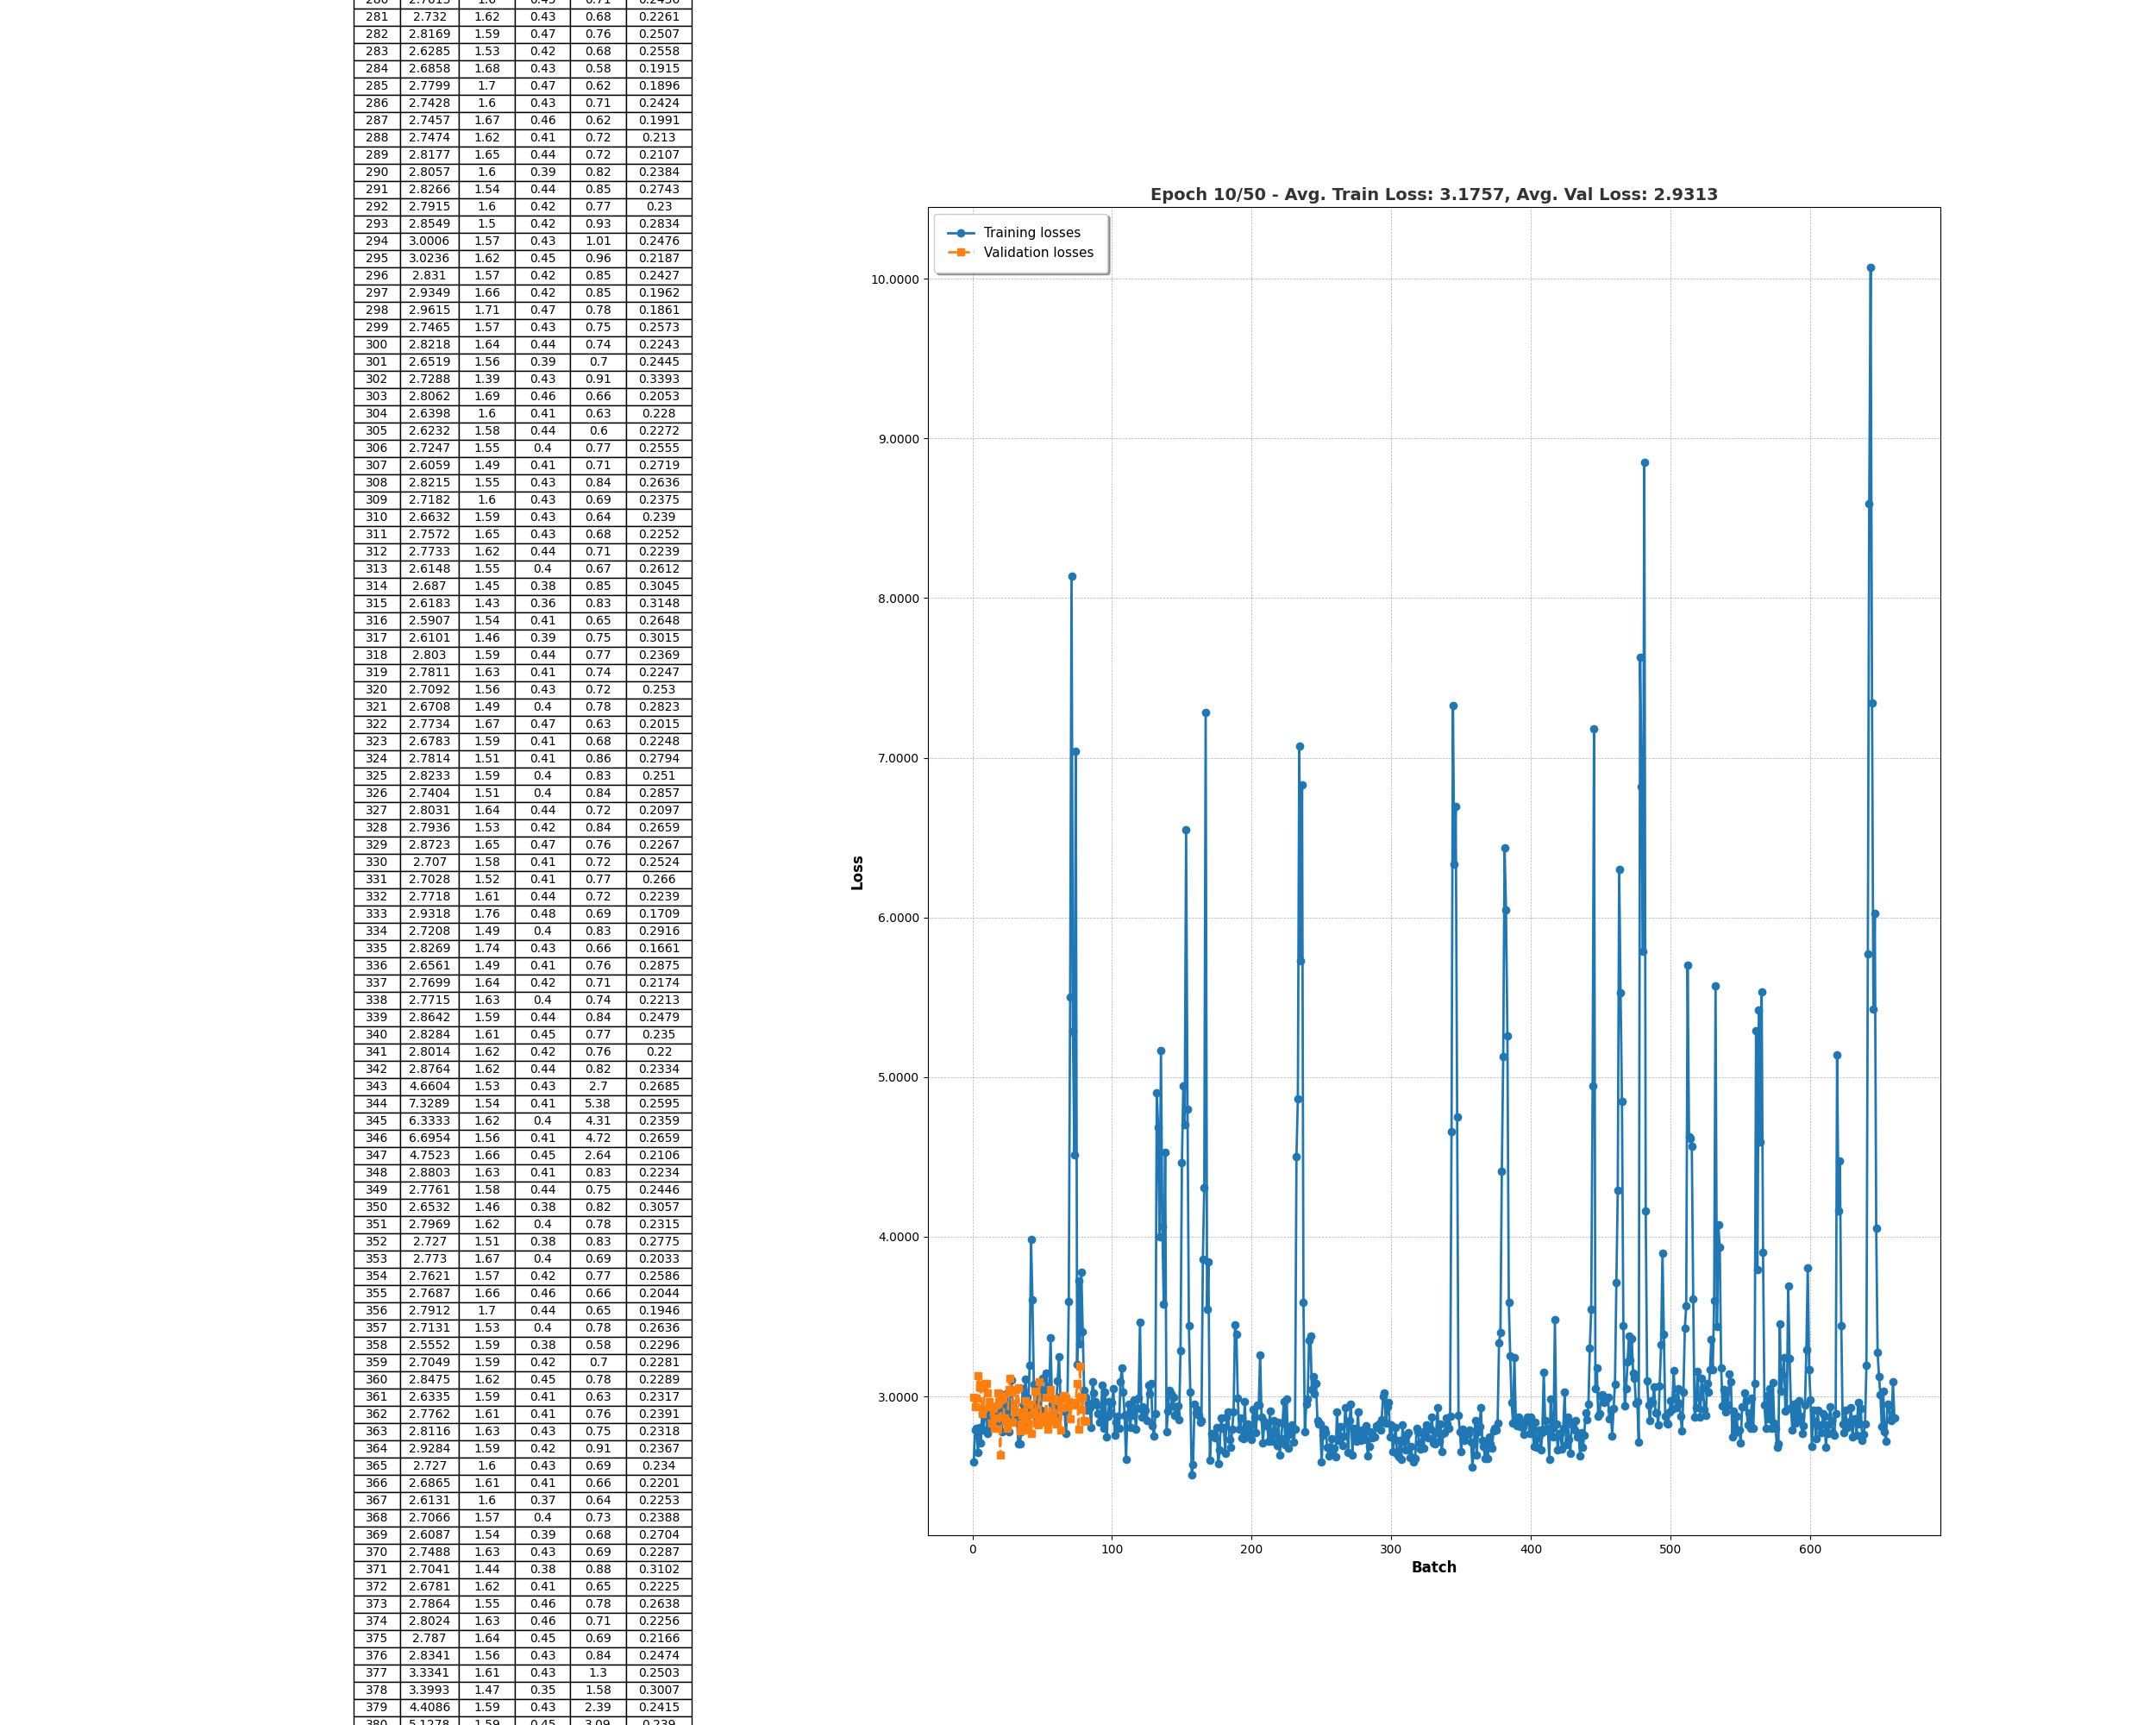 281 2.732 1.62 0.43 0.68 0.2261
282 2.8169 1.59 0.47 0.76 0.2507
283 2.6285 1.53 0.42 0.68 0.2558
284 2.6858 1.68 0.43 0.58 0.1915
285 2.7799 1.7 0.47 0.62 0.1896
286 2.7428 1.6 0.43 0.71 0.2424
287 2.7457 1.67 0.46 0.62 0.1991
288 2.7474 1.62 0.41 0.72 0.213
289 2.8177 1.65 0.44 0.72 0.2107
290 2.8057 1.6 0.39 0.82 0.2384
291 2.8266 1.54 0.44 0.85 0.2743
292 2.7915 1.6 0.42 0.77 0.23
293 2.8549 1.5 0.42 0.93 0.2834
294 3.0006 1.57 0.43 1.01 0.2476
295 3.0236 1.62 0.45 0.96 0.2187
296 2.831 1.57 0.42 0.85 0.2427
297 2.9349 1.66 0.42 0.85 0.1962
298 2.9615 1.71 0.47 0.78 0.1861
299 2.7465 1.57 0.43 0.75 0.2573
300 2.8218 1.64 0.44 0.74 0.2243
301 2.6519 1.56 0.39 0.7 0.2445
302 2.7288 1.39 0.43 0.91 0.3393
303 2.8062 1.69 0.46 0.66 0.2053
304 2.6398 1.6 0.41 0.63 0.228
305 2.6232 1.58 0.44 0.6 0.2272
306 2.7247 1.55 0.4 0.77 0.2555
307 2.6059 1.49 0.41 0.71 0.2719
308 2.8215 1.55 0.43 0.84 0.2636
309 2.7182 1.6 0.43 0.69 0.2375
310 2.6632 1.59 0.43 0.64 0.239
311 2.7572 1.65 0.43 0.68 0.2252
312 2.7733 1.62 0.44 0.71 0.2239
313 2.6148 1.55 0.4 0.67 0.2612
314 2.687 1.45 0.38 0.85 0.3045
315 2.6183 1.43 0.36 0.83 0.3148
316 2.5907 1.54 0.41 0.65 0.2648
317 2.6101 1.46 0.39 0.75 0.3015
318 2.803 1.59 0.44 0.77 0.2369
319 2.7811 1.63 0.41 0.74 0.2247
320 2.7092 1.56 0.43 0.72 0.253
321 2.6708 1.49 0.4 0.78 0.2823
322 2.7734 1.67 0.47 0.63 0.2015
323 2.6783 1.59 0.41 0.68 0.2248
324 2.7814 1.51 0.41 0.86 0.2794
325 2.8233 1.59 0.4 0.83 0.251
326 2.7404 1.51 0.4 0.84 0.2857
327 2.8031 1.64 0.44 0.72 0.2097
328 2.7936 1.53 0.42 0.84 0.2659
329 2.8723 1.65 0.47 0.76 0.2267
330 2.707 1.58 0.41 0.72 0.2524
331 2.7028 1.52 0.41 0.77 0.266
332 2.7718 1.61 0.44 0.72 0.2239
333 2.9318 1.76 0.48 0.69 0.1709
334 2.7208 1.49 0.4 0.83 0.2916
335 2.8269 1.74 0.43 0.66 0.1661
336 2.6561 1.49 0.41 0.76 0.2875
337 2.7699 1.64 0.42 0.71 0.2174
338 2.7715 1.63 0.4 0.74 0.2213
339 2.8642 1.59 0.44 0.84 0.2479
340 2.8284 1.61 0.45 0.77 0.235
341 2.8014 1.62 0.42 0.76 0.22
342 2.8764 1.62 0.44 0.82 0.2334
343 4.6604 1.53 0.43 2.7 0.2685
344 7.3289 1.54 0.41 5.38 0.2595
345 6.3333 1.62 0.4 4.31 0.2359
346 6.6954 1.56 0.41 4.72 0.2659
347 4.7523 1.66 0.45 2.64 0.2106
348 2.8803 1.63 0.41 0.83 0.2234
349 2.7761 1.58 0.44 0.75 0.2446
350 2.6532 1.46 0.38 0.82 0.3057
351 2.7969 1.62 0.4 0.78 0.2315
352 2.727 1.51 0.38 0.83 0.2775
353 2.773 1.67 0.4 0.69 0.2033
354 2.7621 1.57 0.42 0.77 0.2586
355 2.7687 1.66 0.46 0.66 0.2044
356 2.7912 1.7 0.44 0.65 0.1946
357 2.7131 1.53 0.4 0.78 0.2636
358 2.5552 1.59 0.38 0.58 0.2296
359 2.7049 1.59 0.42 0.7 0.2281
360 2.8475 1.62 0.45 0.78 0.2289
361 2.6335 1.59 0.41 0.63 0.2317
362 2.7762 1.61 0.41 0.76 0.2391
363 2.8116 1.63 0.43 0.75 0.2318
364 2.9284 1.59 0.42 0.91 0.2367
365 2.727 1.6 0.43 0.69 0.234
366 2.6865 1.61 0.41 0.66 0.2201
367 2.6131 1.6 0.37 0.64 0.2253
368 2.7066 1.57 0.4 0.73 0.2388
369 2.6087 1.54 0.39 0.68 0.2704
370 2.7488 1.63 0.43 0.69 0.2287
371 2.7041 1.44 0.38 0.88 0.3102
372 2.6781 1.62 0.41 0.65 0.2225
373 2.7864 1.55 0.46 0.78 0.2638
374 2.8024 1.63 0.46 0.71 0.2256
375 2.787 1.64 0.45 0.69 0.2166
376 2.8341 1.56 0.43 0.84 0.2474
377 3.3341 1.61 0.43 1.3 0.2503
378 3.3993 1.47 0.35 1.58 0.3007
379 4.4086 1.59 0.43 2.39 0.2415
380 5.1278 1.59 0.45 3.09 0.239
Epoch 10/50 - Avg. Train Loss: 3.1757, Avg. Val Loss: 2.9313
Training losses
Validation losses
10.0000
9.0000
8.0000
7.0000
6.0000
5.0000
4.0000
3.0000
Loss
0 100 200 300 400 500 600
Batch